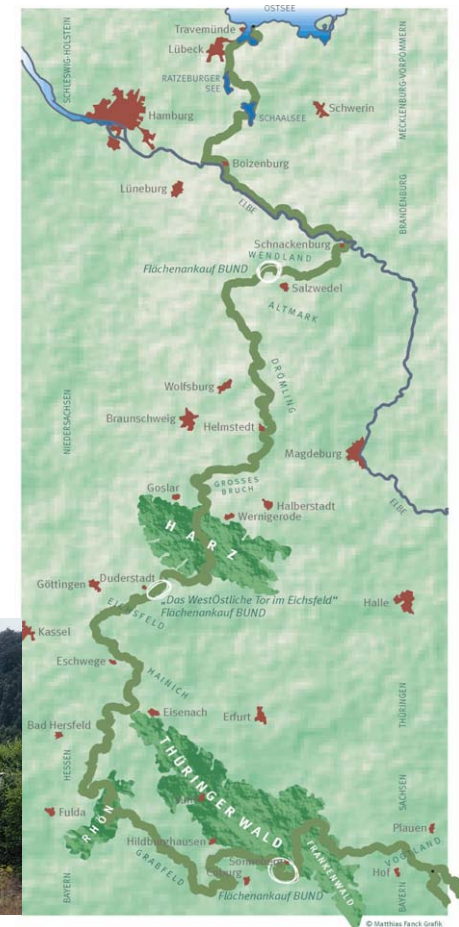 OSTSEE
Travemünde
Lübeck
SCHLESWIG-HOLSTEIN
MECKLENBURG-VORPOMMERN
RATZEBURGER
SEE
SCHAALSEE
Schwerin
Hamburg
Boizenburg
Lüneburg
ELBE
BRANDENBURG
Schnackenburg
WENDLAND
Flächenankauf BUND
Salzwedel
ALTMARK
DRÖMLING
Wolfsburg
NIEDERSACHSEN
Braunschweig
Helmstedt
Magdeburg
GROSSES
BRUCH
Goslar
Halberstadt
Wernigerode
ELBE
HARZ
Duderstadt
Göttingen
„Das WestÖstliche Tor im Eichsfeld“
Flächenankauf BUND
EICHSFELD
Halle
Kassel
Eschwege
HAINICH
Eisenach
Erfurt
THÜRINGEN
Bad Hersfeld
HESSEN
THÜRINGER WALD
SACHSEN
Fulda
RHÖN
Plauen
Hildburghausen
VOGTLAND
GRABFELD
Sonneberg
Coburg
FRANKENWALD
Hof
BAYERN
BAYERN
Flächenankauf BUND
© Matthias Fanck Grafik